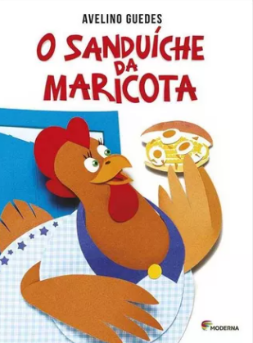 AVELINO GUEDES
O SANDUÍCHE
DA
MARICOTA
MODERNA